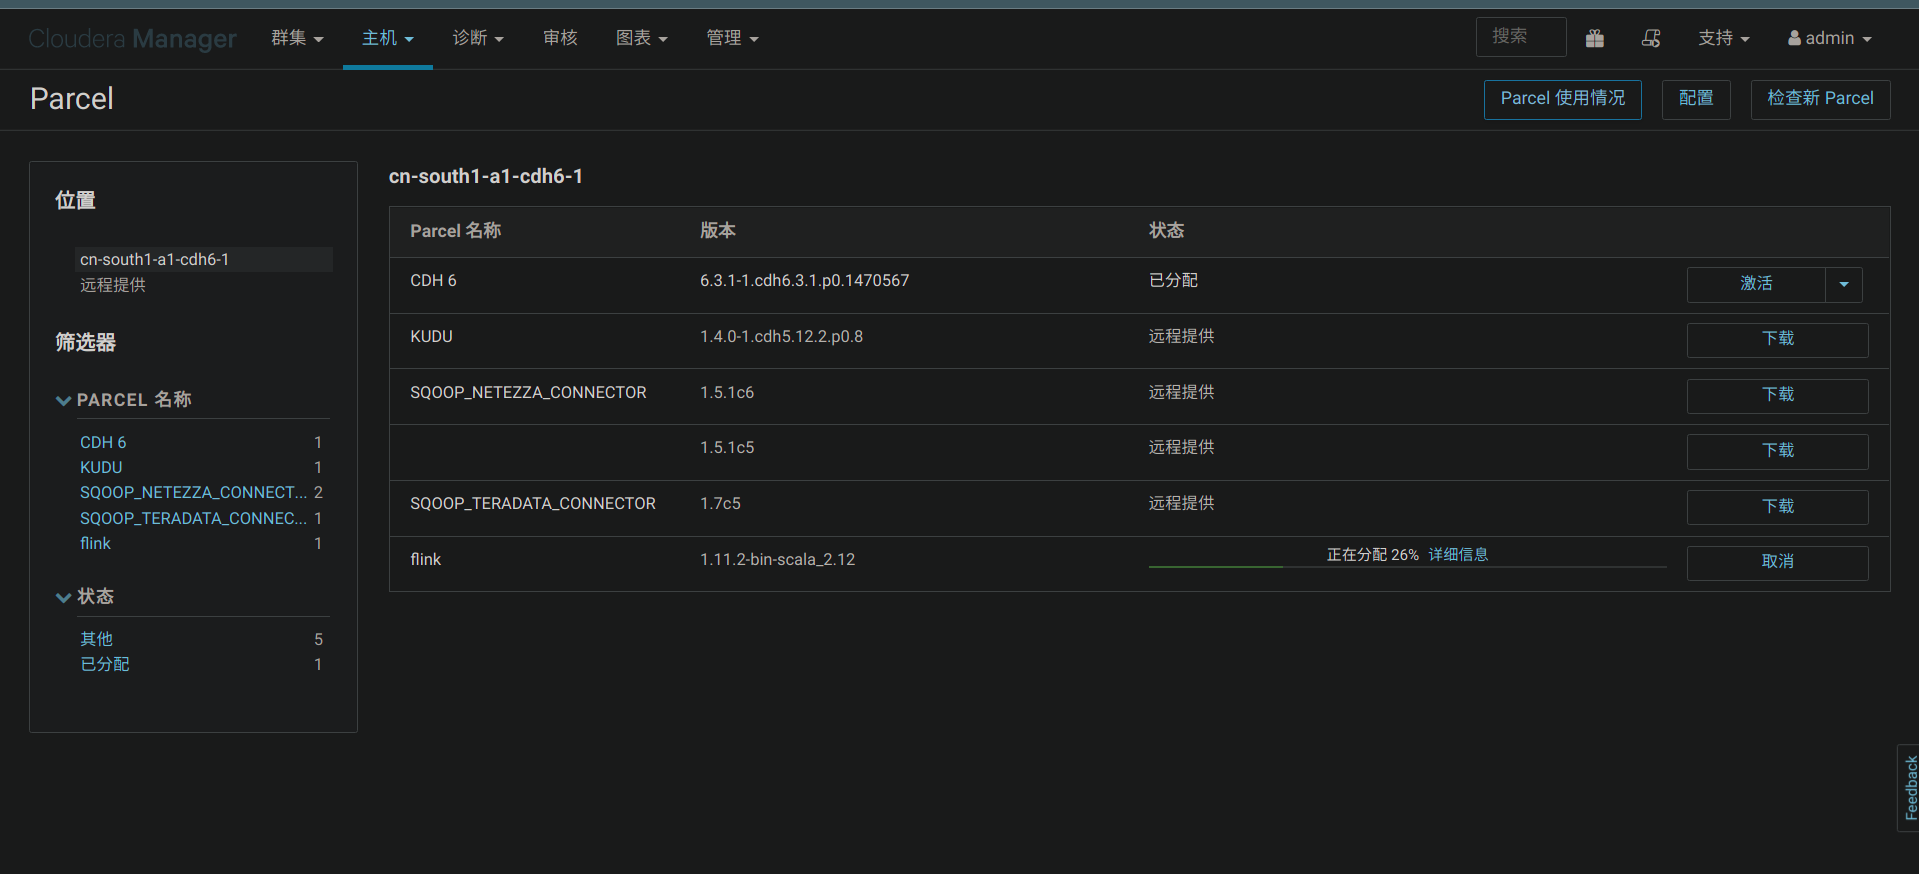 Cloudera Manager 群集 主机 诊断 审核 图表 管理 搜索 支持 admin
Parcel Parcel 使用情况 配置 检查新 Parcel
位置
cn-south1-a1-cdh6-1
远程提供
筛选器
PARCEL 名称
CDH 6 1
KUDU 1
SQOOP_NETEZZA_CONNECT... 2
SQOOP_TERADATA_CONNEC... 1
flink 1
状态
其他 5
已分配 1
cn-south1-a1-cdh6-1
Parcel 名称 版本 状态
CDH 6 6.3.1-1.cdh6.3.1.p0.1470567 已分配 激活
KUDU 1.4.0-1.cdh5.12.2.p0.8 远程提供 下载
SQOOP_NETEZZA_CONNECTOR 1.5.1c6 远程提供 下载
1.5.1c5 远程提供 下载
SQOOP_TERADATA_CONNECTOR 1.7c5 远程提供 下载
flink 1.11.2-bin-scala_2.12 正在分配 26% 详细信息 取消
Feedback